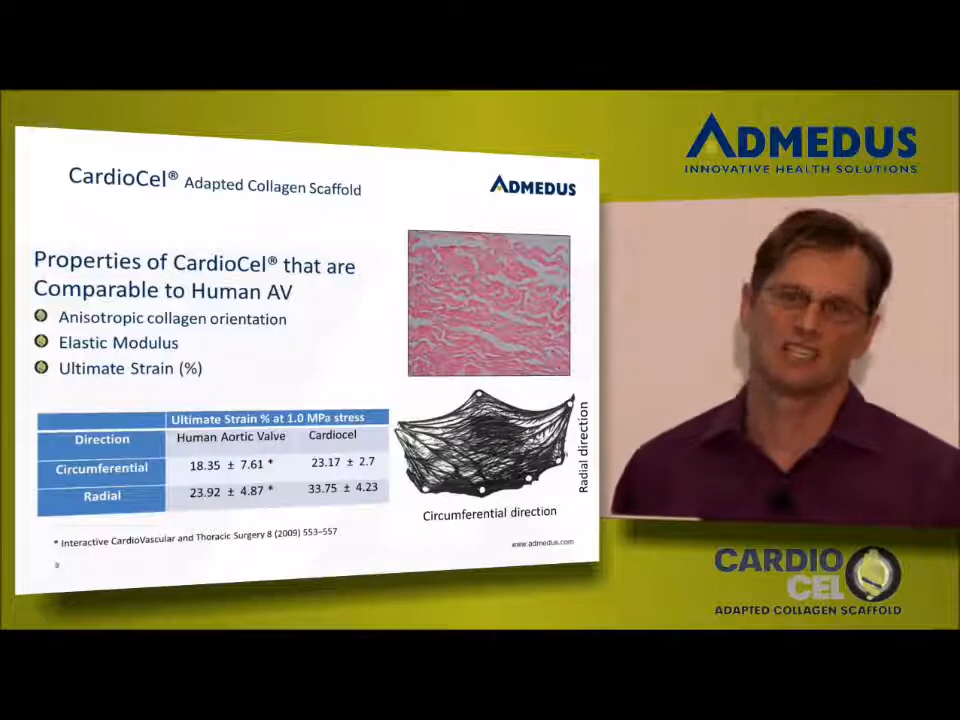 ADMEDUS
INNOVATIVE HEALTH SOLUTIONS
CardioCel® Adapted Collagen Scaffold
ADMEDUS
Properties of CardioCel® that are
Comparable to Human AV
Anisotropic collagen orientation
Elastic Modulus
Ultimate Strain (%)
Ultimate Strain % at 1.0 MPa stress
Direction Human Aortic Valve Cardiocel
Circumferential 18.35 ± 7.61 * 23.17 ± 2.7
Radial 23.92 ± 4.87 * 33.75 ± 4.23
Radial direction
Circumferential direction
* Interactive CardioVascular and Thoracic Surgery 8 (2009) 553–557
www.admedus.com
9
CARDIO
CEL
ADAPTED COLLAGEN SCAFFOLD